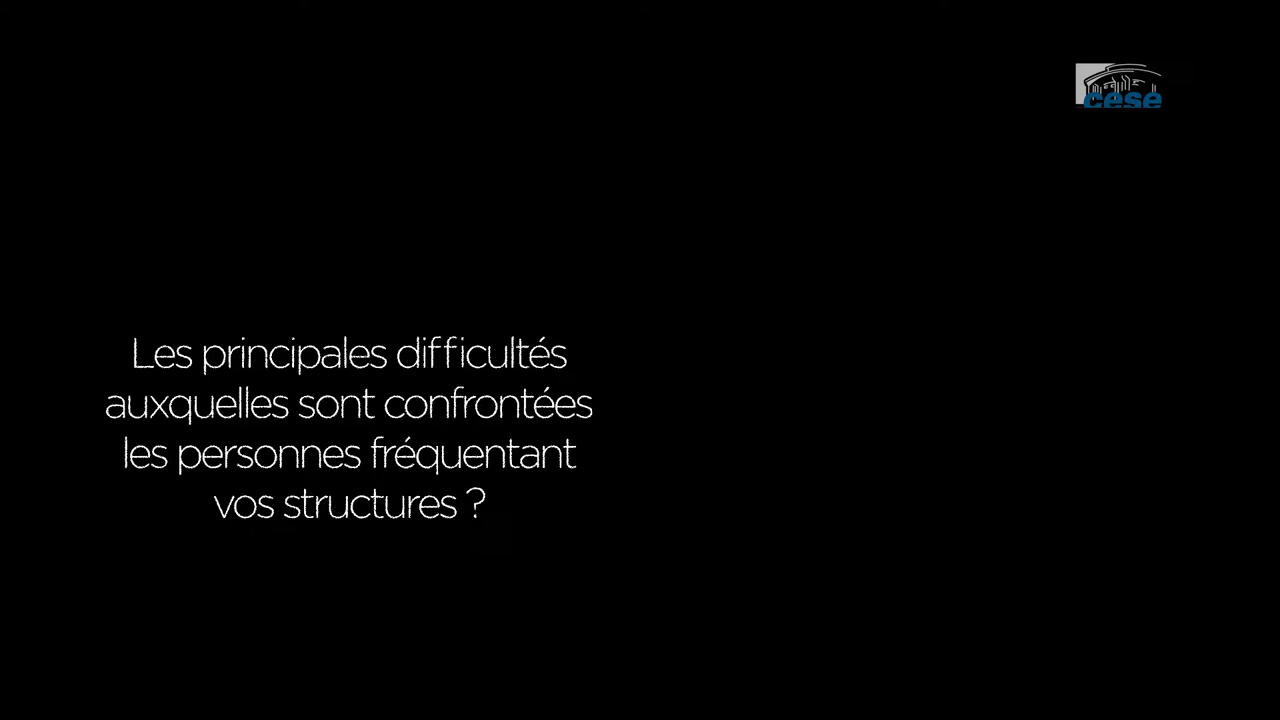 cese
Les principales difficultés
auxquelles sont confrontées
les personnes fréquentant
vos structures ?